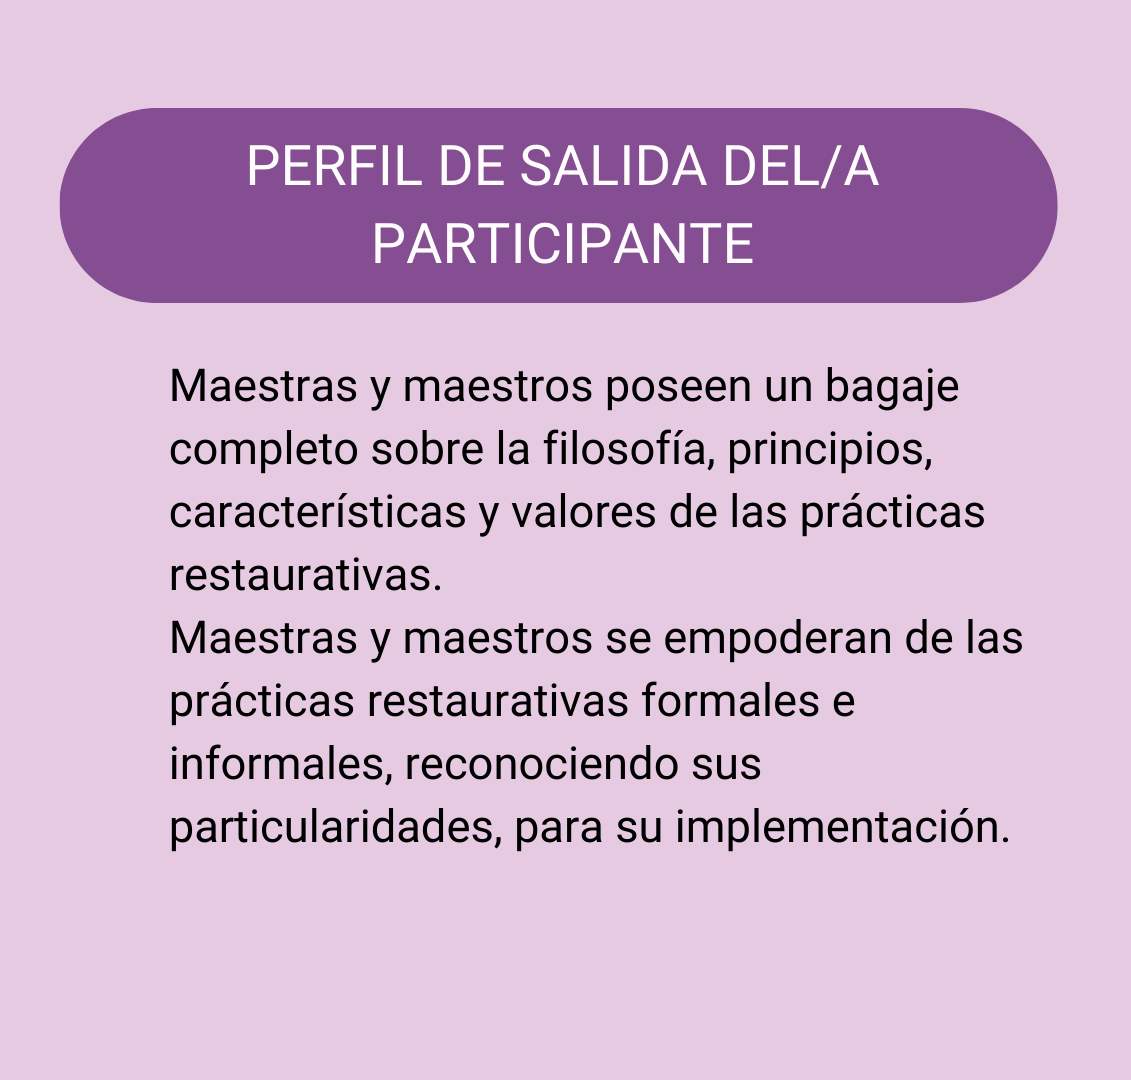 PERFIL DE SALIDA DEL/A
PARTICIPANTE
Maestras y maestros poseen un bagaje
completo sobre la filosofía, principios,
características y valores de las prácticas
restaurativas.
Maestras y maestros se empoderan de las
prácticas restaurativas formales e
informales, reconociendo sus
particularidades, para su implementación.